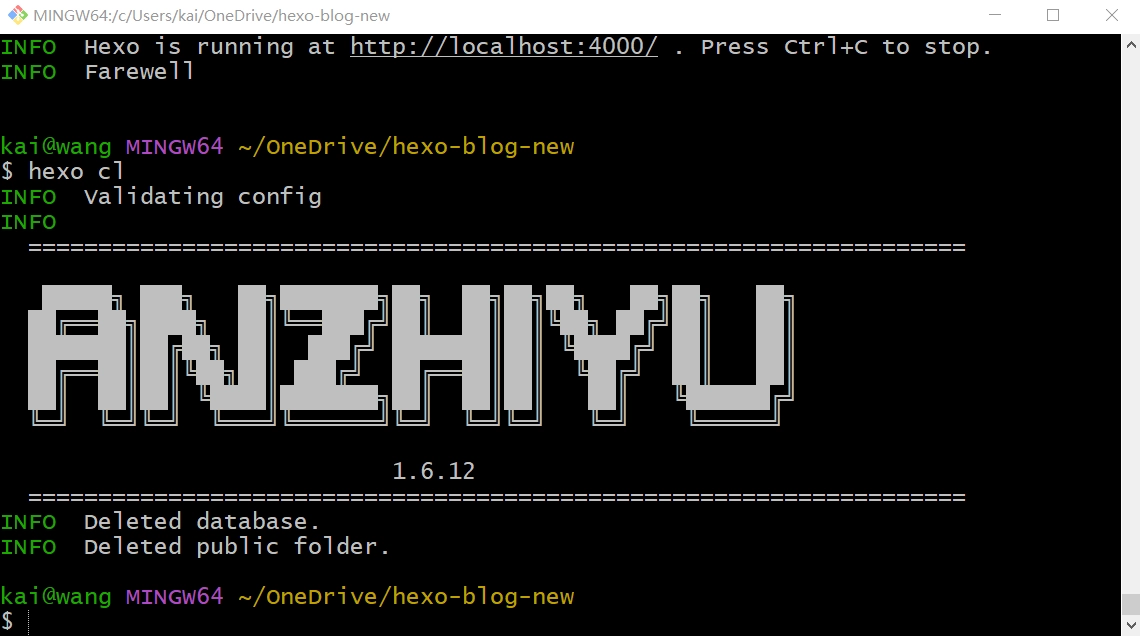 MINGW64:/c/Users/kai/OneDrive/hexo-blog-new
INFO  Hexo is running at http://localhost:4000/ . Press Ctrl+C to stop.
INFO  Farewell
kai@wang MINGW64 ~/OneDrive/hexo-blog-new
$ hexo cl
INFO  Validating config
INFO
===================================================================
ANZHIYU
1.6.12
===================================================================
INFO  Deleted database.
INFO  Deleted public folder.
kai@wang MINGW64 ~/OneDrive/hexo-blog-new
$